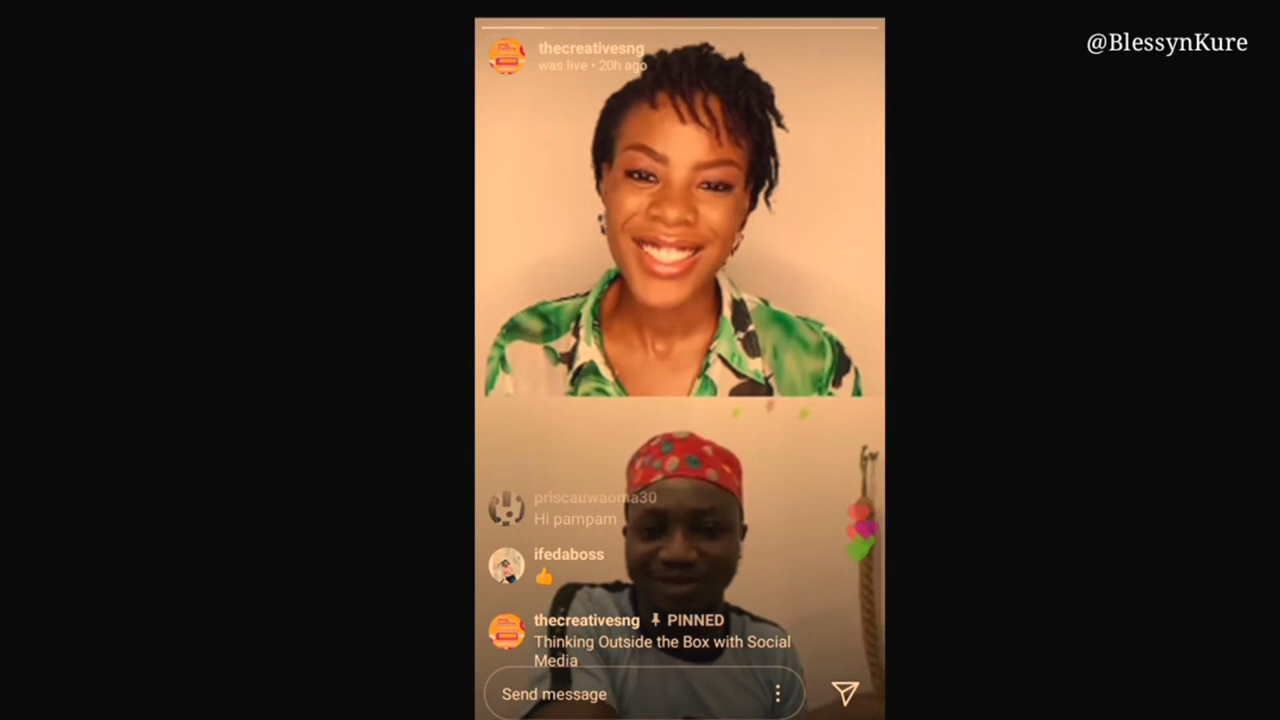 @BlessynKure
thecreativesng
was live • 20h ago
priscauwaoma30
Hi pampam
ifedaboss
👍
thecreativesng PINNED
Thinking Outside the Box with Social
Media
Send message